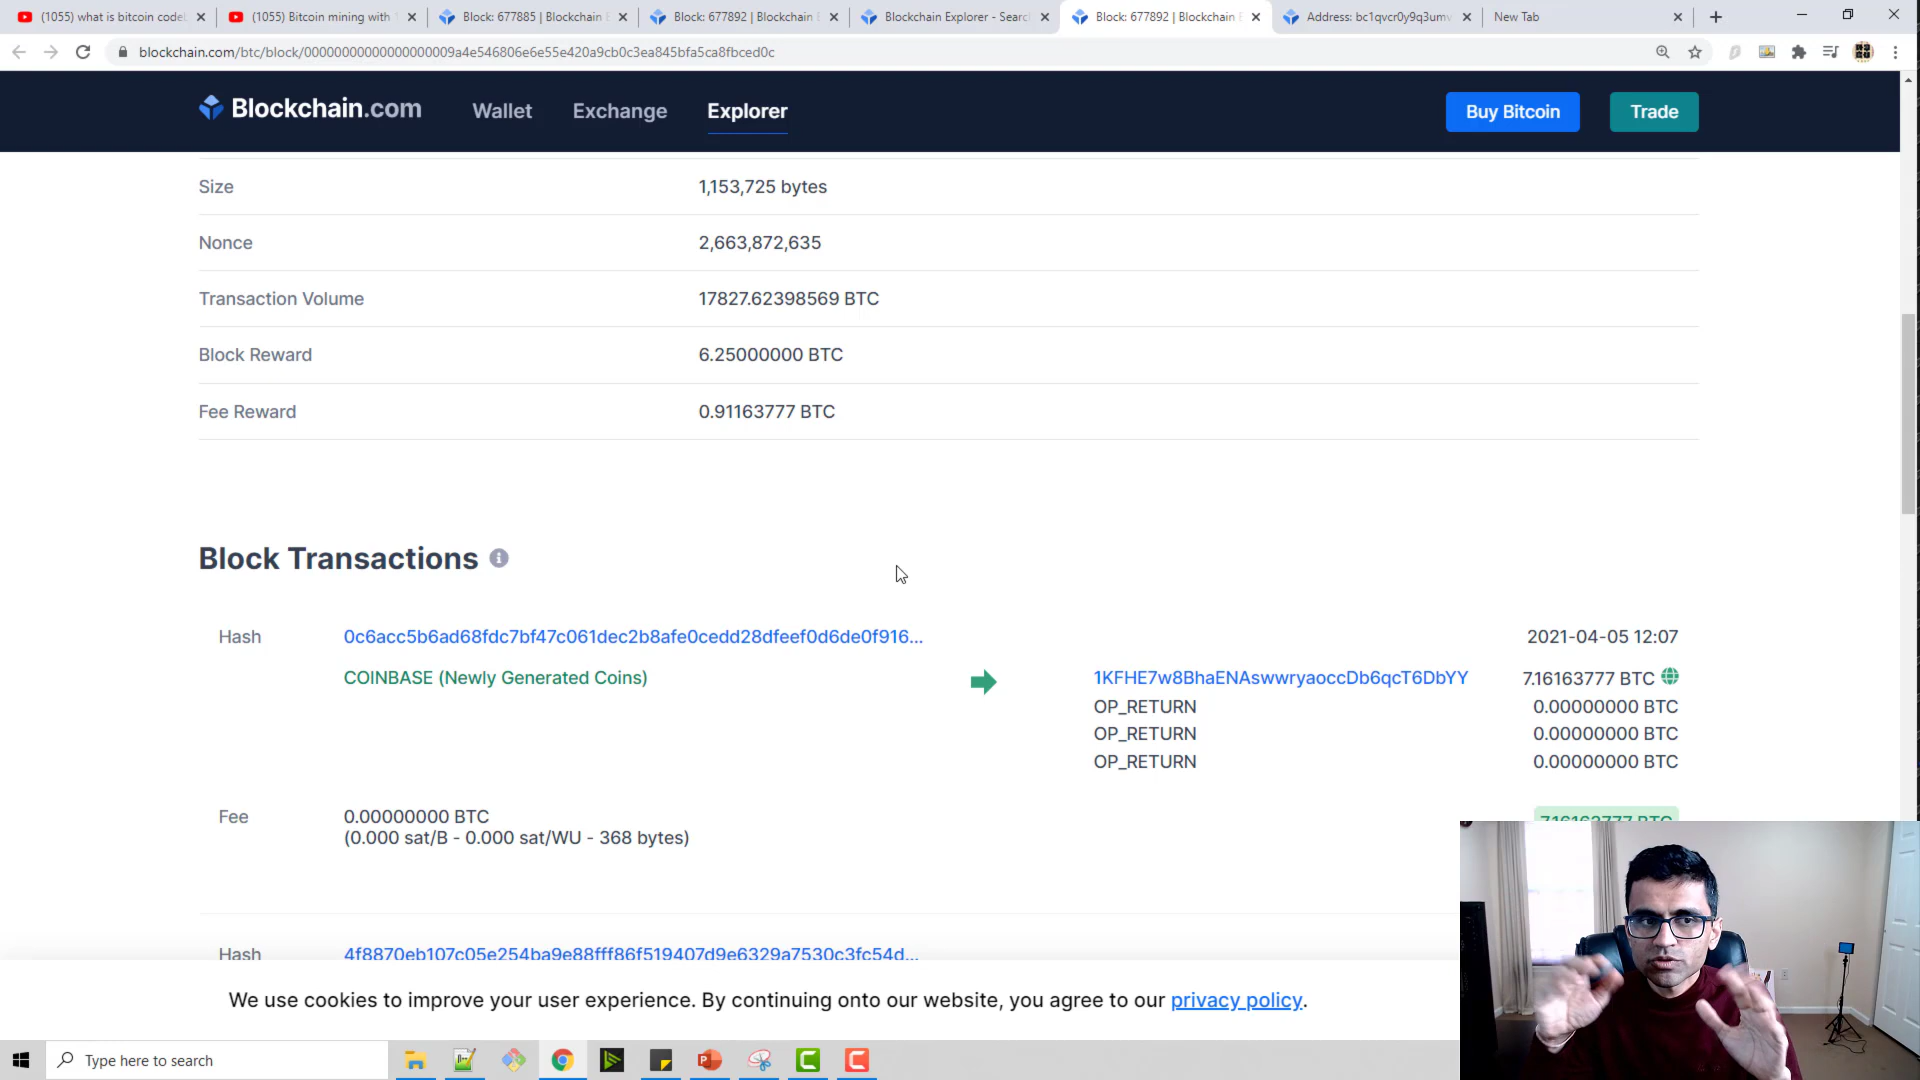 (1055) what is bitcoin code
(1055) Bitcoin mining with
Block: 677885 | Blockchain
Block: 677892 | Blockchain
Blockchain Explorer - Searc
Block: 677892 | Blockchain
Address: bc1qvcr0y9q3umv
New Tab
blockchain.com/btc/block/00000000000000000009a4e546806e6e55e420a9cb0c3ea845bfa5ca8fbced0c
Blockchain.com
Wallet
Exchange
Explorer
Buy Bitcoin
Trade
Size 1,153,725 bytes
Nonce 2,663,872,635
Transaction Volume 17827.62398569 BTC
Block Reward 6.25000000 BTC
Fee Reward 0.91163777 BTC
Block Transactions
Hash 0c6acc5b6ad68fdc7bf47c061dec2b8afe0cedd28dfeef0d6de0f916... 2021-04-05 12:07
COINBASE (Newly Generated Coins) 1KFHE7w8BhaENAswwryaoccDb6qcT6DbYY 7.16163777 BTC
OP_RETURN 0.00000000 BTC
OP_RETURN 0.00000000 BTC
OP_RETURN 0.00000000 BTC
Fee 0.00000000 BTC
(0.000 sat/B - 0.000 sat/WU - 368 bytes)
7.16163777 BTC
Hash 4f8870eb107c05e254ba9e88fff86f519407d9e6329a7530c3fc54d...
We use cookies to improve your user experience. By continuing onto our website, you agree to our privacy policy.
Type here to search